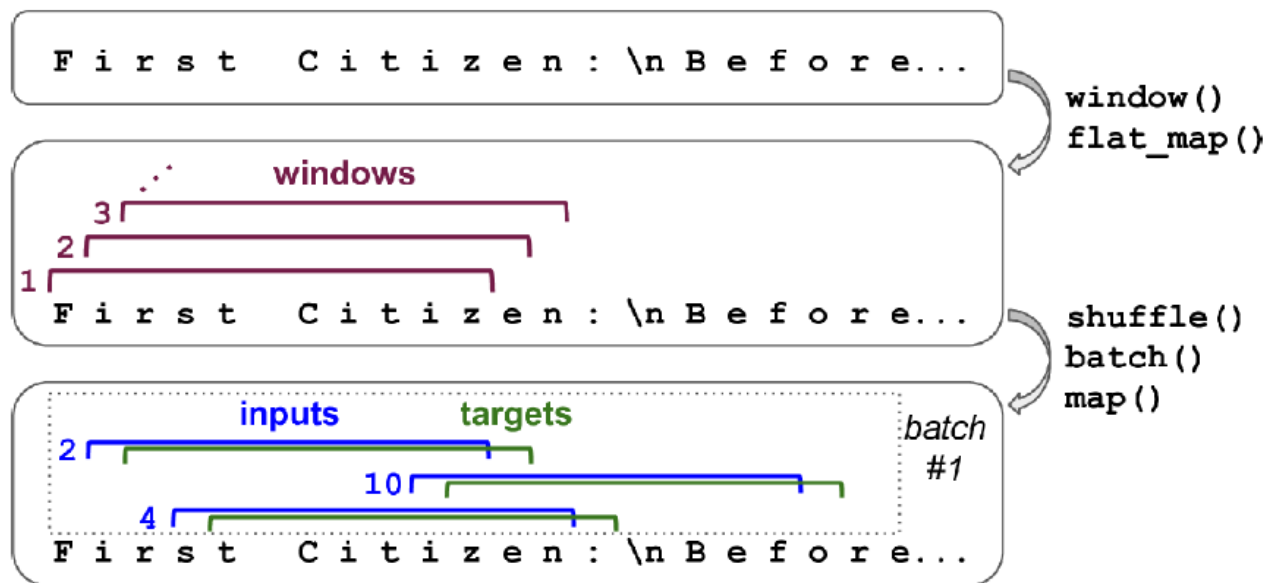 F i r s t   C i t i z e n : \n B e f o r e...
window()
flat_map()
windows
3
2
1
F i r s t   C i t i z e n : \n B e f o r e...
shuffle()
batch()
map()
inputs targets
batch
#1
2
10
4
F i r s t   C i t i z e n : \n B e f o r e...